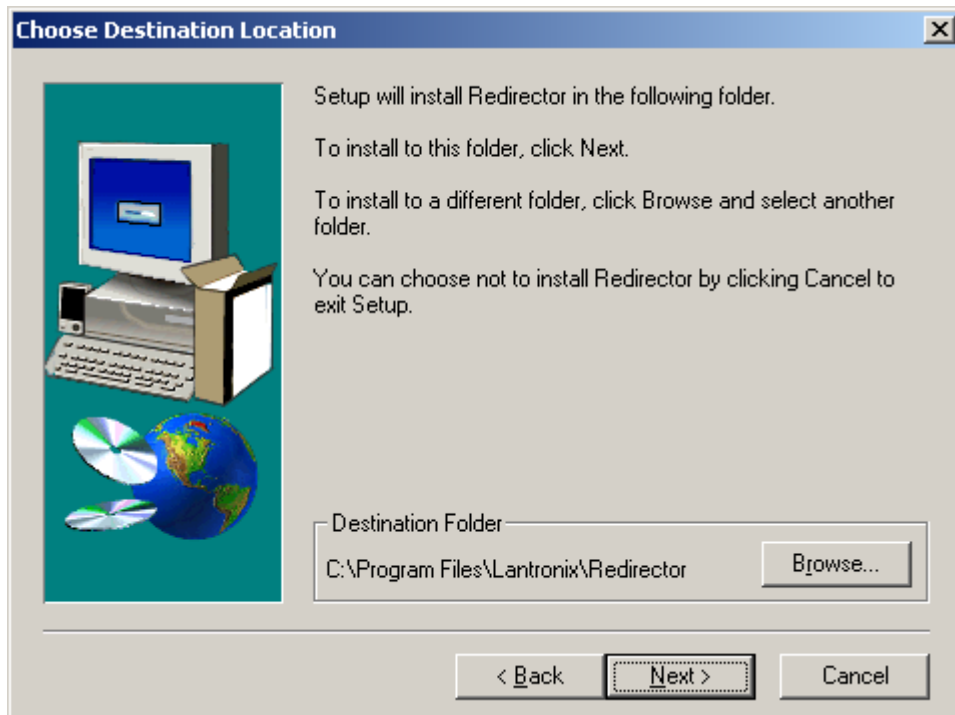 Choose Destination Location
Setup will install Redirector in the following folder.
To install to this folder, click Next.
To install to a different folder, click Browse and select another
folder.
You can choose not to install Redirector by clicking Cancel to
exit Setup.
Destination Folder
C:\Program Files\Lantronix\Redirector
Browse...
< Back
Next >
Cancel